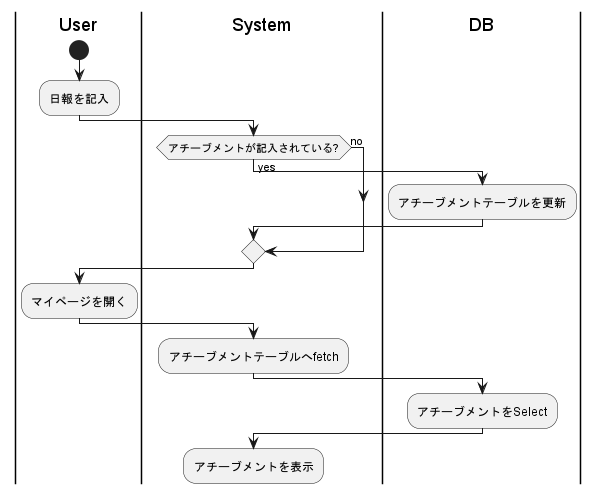 User
System
DB
日報を記入
アチーブメントが記入されている?
no
yes
アチーブメントテーブルを更新
マイページを開く
アチーブメントテーブルへfetch
アチーブメントをSelect
アチーブメントを表示